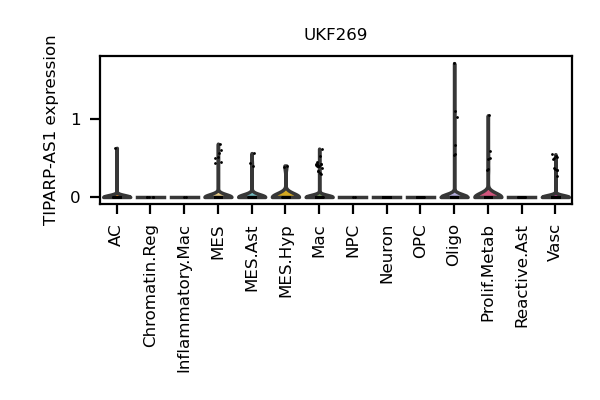 UKF269
TIPARP-AS1 expression
1
0
AC
Chromatin.Reg
Inflammatory.Mac
MES
MES.Ast
MES.Hyp
Mac
NPC
Neuron
OPC
Oligo
Prolif.Metab
Reactive.Ast
Vasc